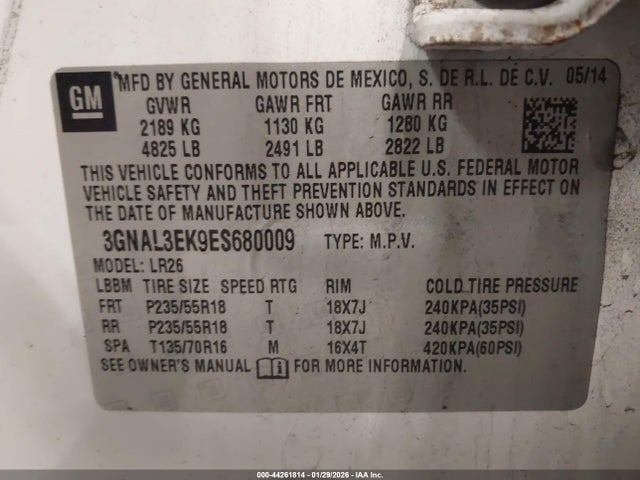 GM
MFD BY GENERAL MOTORS DE MEXICO, S. DE R.L. DE C.V. 05/14
GVWR GAWR FRT GAWR RR
2189 KG 1130 KG 1280 KG
4825 LB 2491 LB 2822 LB
THIS VEHICLE CONFORMS TO ALL APPLICABLE U.S. FEDERAL MOTOR
VEHICLE SAFETY AND THEFT PREVENTION STANDARDS IN EFFECT ON
THE DATE OF MANUFACTURE SHOWN ABOVE.
3GNAL3EK9ES680009 TYPE: M.P.V.
MODEL: LR26
LBBM TIRE SIZE SPEED RTG RIM COLD TIRE PRESSURE
FRT P235/55R18 T 18X7J 240KPA(35PSI)
RR P235/55R18 T 18X7J 240KPA(35PSI)
SPA T135/70R16 M 16X4T 420KPA(60PSI)
SEE OWNER'S MANUAL FOR MORE INFORMATION.
000-44261814 - 01/29/2026 - IAA Inc.